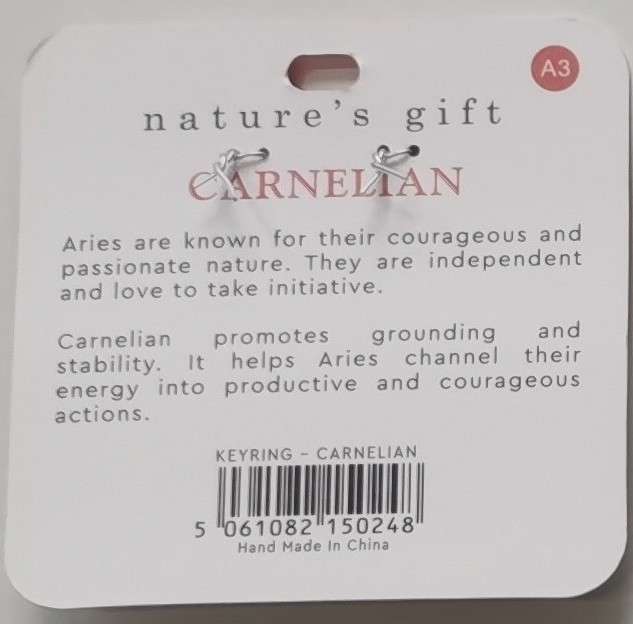 A3
nature's gift
CARNELIAN
Aries are known for their courageous and
passionate nature. They are independent
and love to take initiative.
Carnelian promotes grounding and
stability. It helps Aries channel their
energy into productive and courageous
actions.
KEYRING - CARNELIAN
5 061082 150248
Hand Made In China